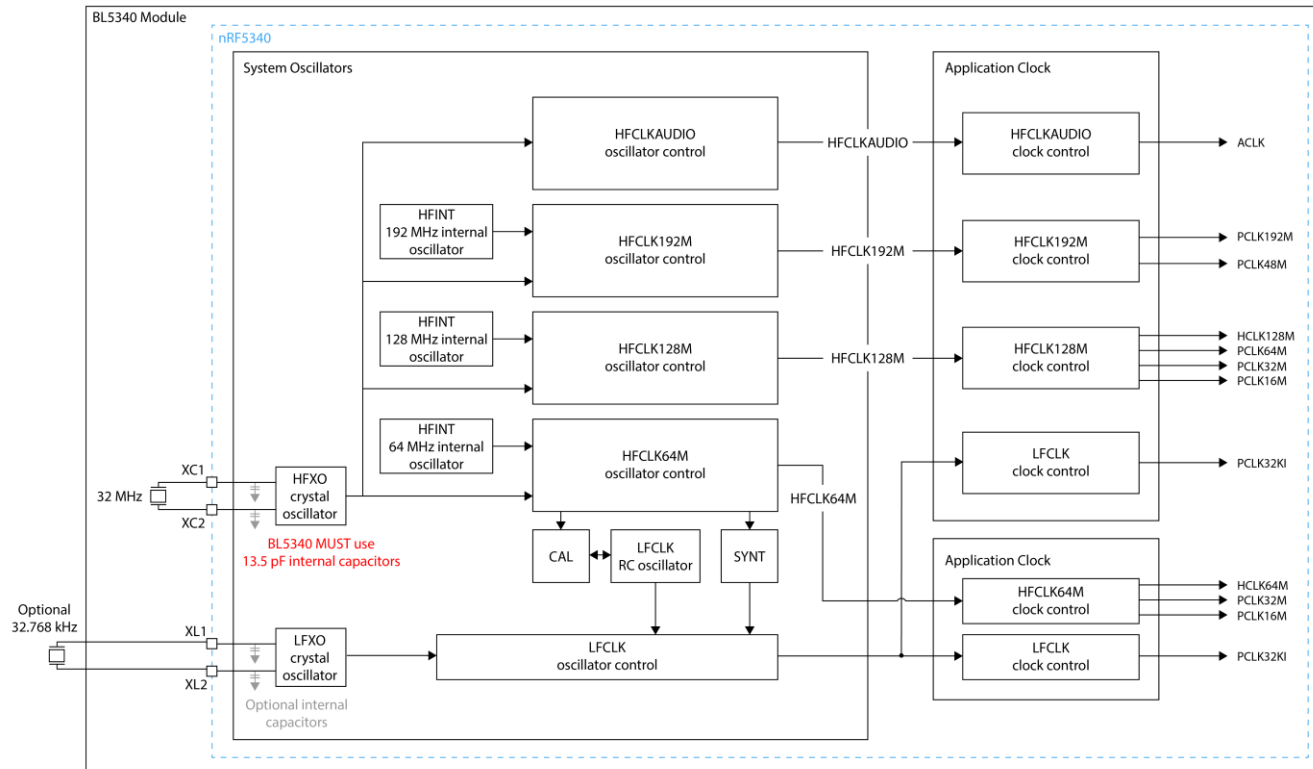 BL5340 Module
nRF5340
System Oscillators
Application Clock
HFCLKAUDIO
oscillator control
HFCLKAUDIO
HFCLKAUDIO
clock control
ACLK
HFINT
192 MHz internal
oscillator
HFCLK192M
oscillator control
HFCLK192M
HFCLK192M
clock control
PCLK192M
PCLK48M
HFINT
128 MHz internal
oscillator
HFCLK128M
oscillator control
HFCLK128M
HFCLK128M
clock control
HCLK128M
PCLK64M
PCLK32M
PCLK16M
HFINT
64 MHz internal
oscillator
HFCLK64M
oscillator control
HFCLK64M
LFCLK
clock control
PCLK32KI
XC1
32 MHz
XC2
HFXO
crystal
oscillator
BL5340 MUST use
13.5 pF internal capacitors
CAL
LFCLK
RC oscillator
SYNT
Application Clock
HFCLK64M
clock control
HCLK64M
PCLK32M
PCLK16M
Optional
32.768 kHz
XL1
XL2
LFXO
crystal
oscillator
LFCLK
oscillator control
LFCLK
clock control
PCLK32KI
Optional internal
capacitors